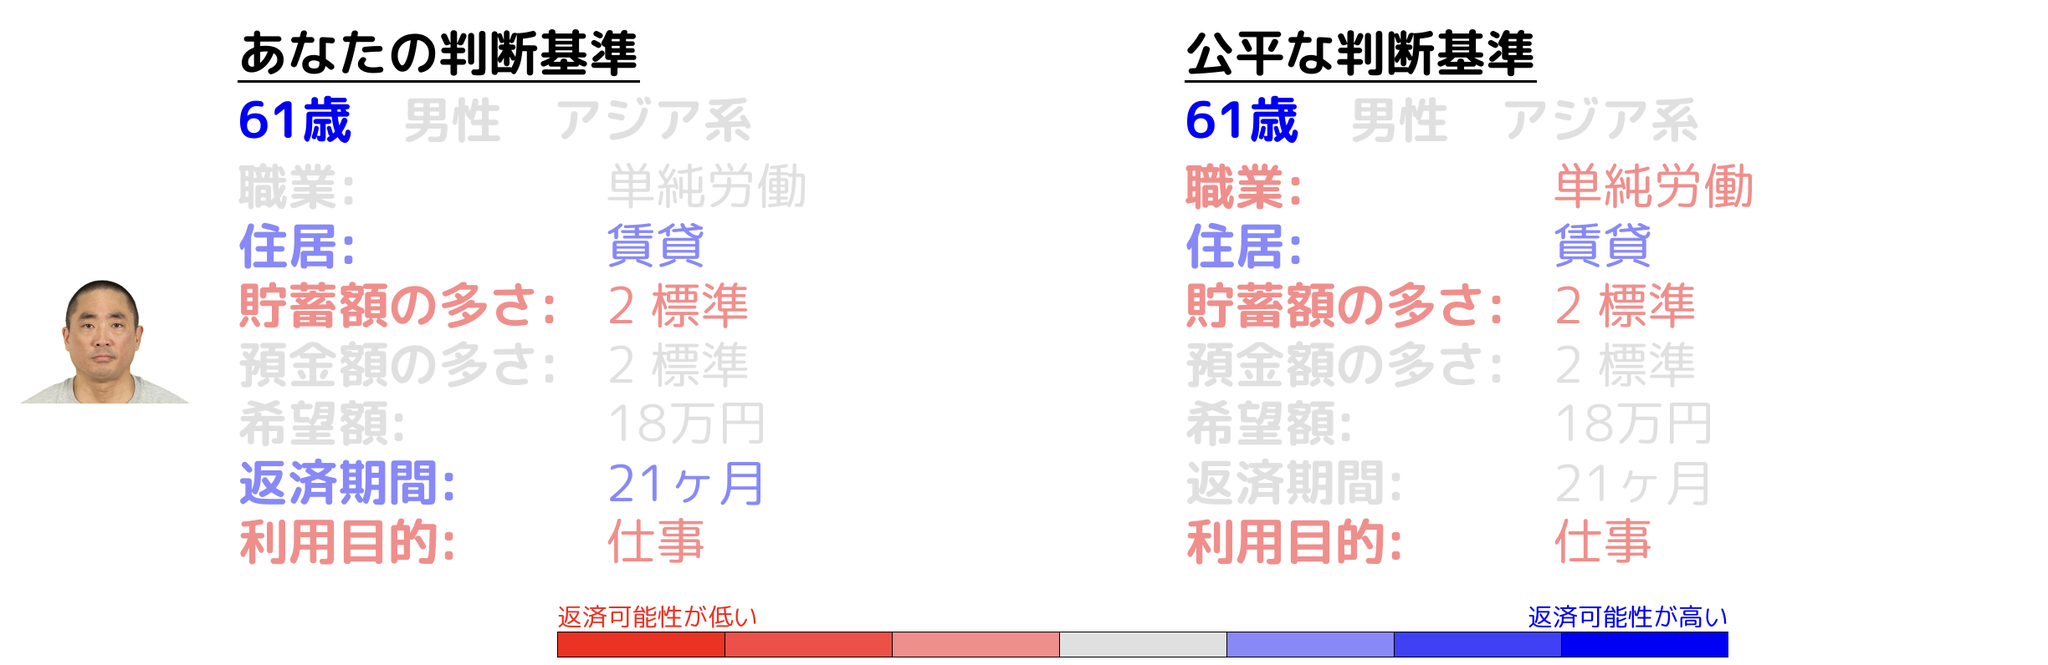 あなたの判断基準
61歳 男性 アジア系
職業: 単純労働
住居: 賃貸
貯蓄額の多さ: 2 標準
預金額の多さ: 2 標準
希望額: 18万円
返済期間: 21ヶ月
利用目的: 仕事
公平な判断基準
61歳 男性 アジア系
職業: 単純労働
住居: 賃貸
貯蓄額の多さ: 2 標準
預金額の多さ: 2 標準
希望額: 18万円
返済期間: 21ヶ月
利用目的: 仕事
返済可能性が低い
返済可能性が高い